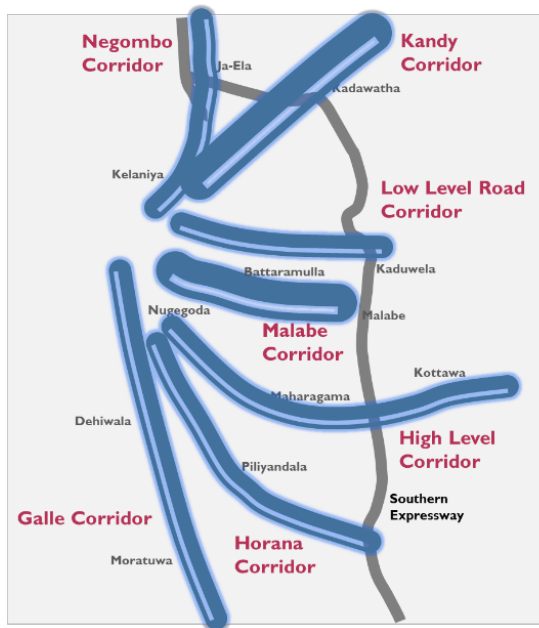 Negombo
Corridor
Kandy
Corridor
Ja-Ela
Kadawatha
Kelaniya
Low Level Road
Corridor
Battaramulla
Kaduwela
Nugegoda
Malabe
Malabe
Corridor
Kottawa
Maharagama
Dehiwala
High Level
Corridor
Piliyandala
Southern
Expressway
Galle Corridor
Horana
Corridor
Moratuwa